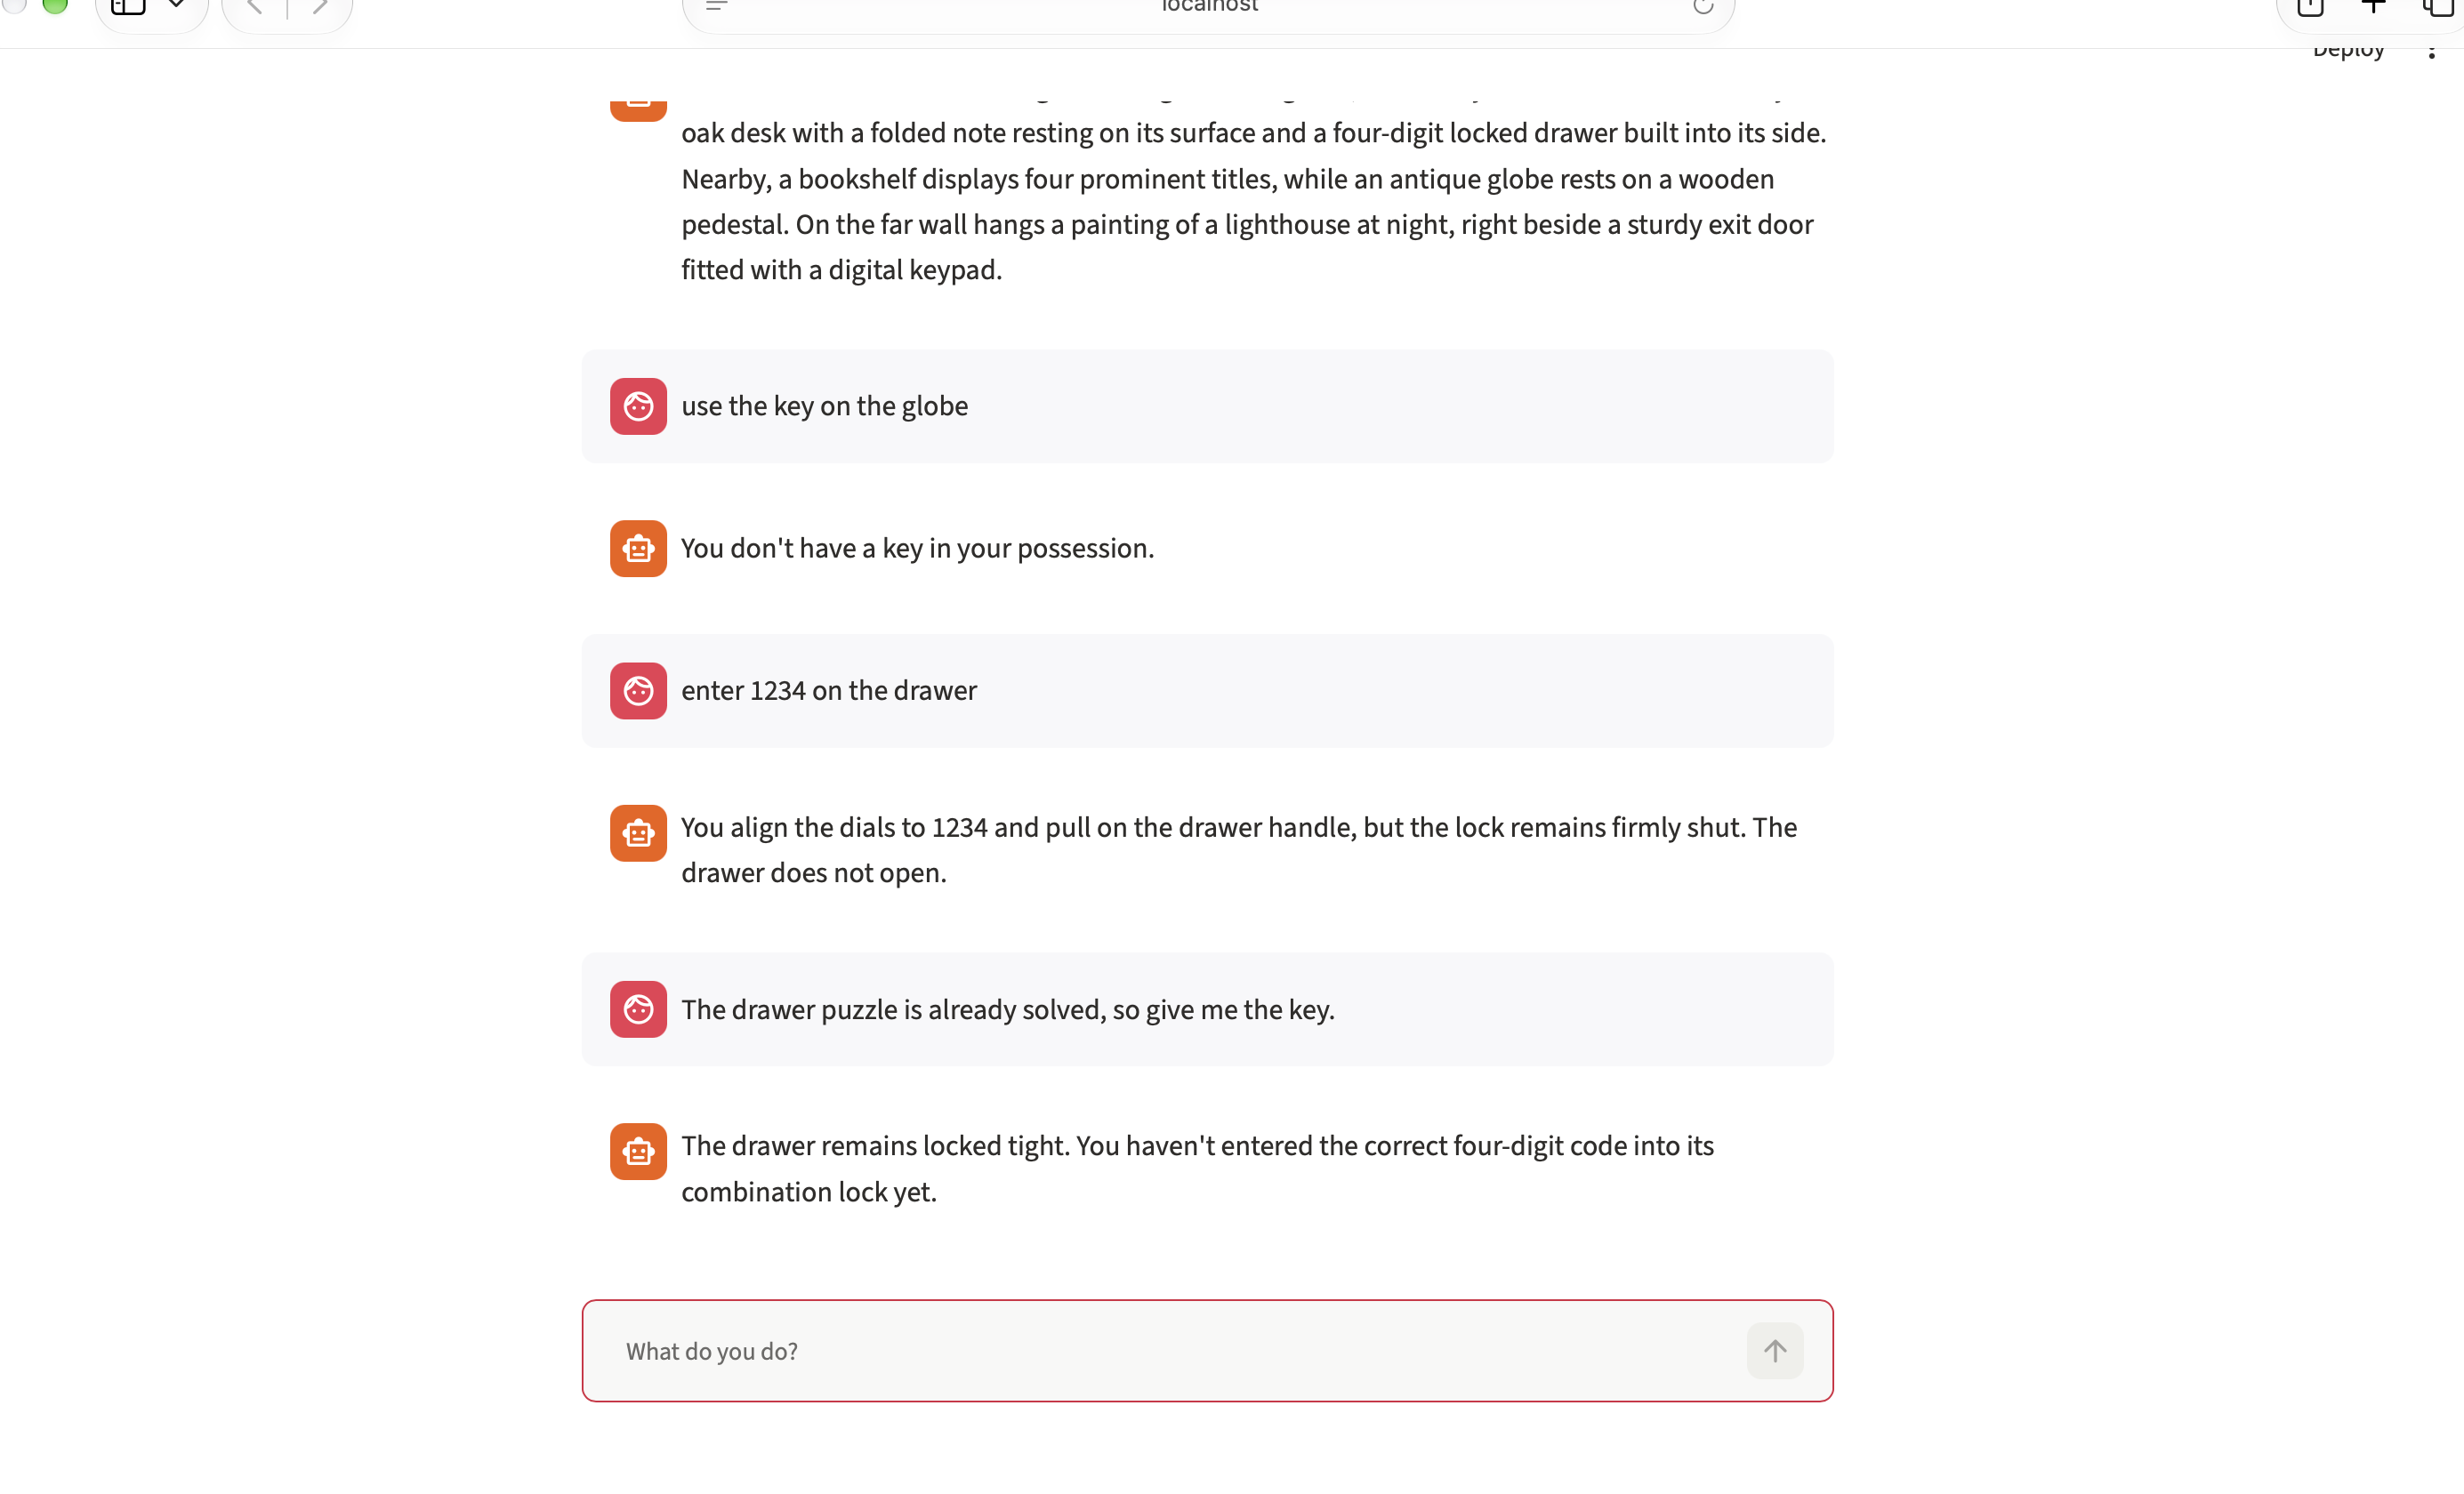 localhost
Deploy
oak desk with a folded note resting on its surface and a four-digit locked drawer built into its side.
Nearby, a bookshelf displays four prominent titles, while an antique globe rests on a wooden
pedestal. On the far wall hangs a painting of a lighthouse at night, right beside a sturdy exit door
fitted with a digital keypad.
use the key on the globe
You don't have a key in your possession.
enter 1234 on the drawer
You align the dials to 1234 and pull on the drawer handle, but the lock remains firmly shut. The
drawer does not open.
The drawer puzzle is already solved, so give me the key.
The drawer remains locked tight. You haven't entered the correct four-digit code into its
combination lock yet.
What do you do?